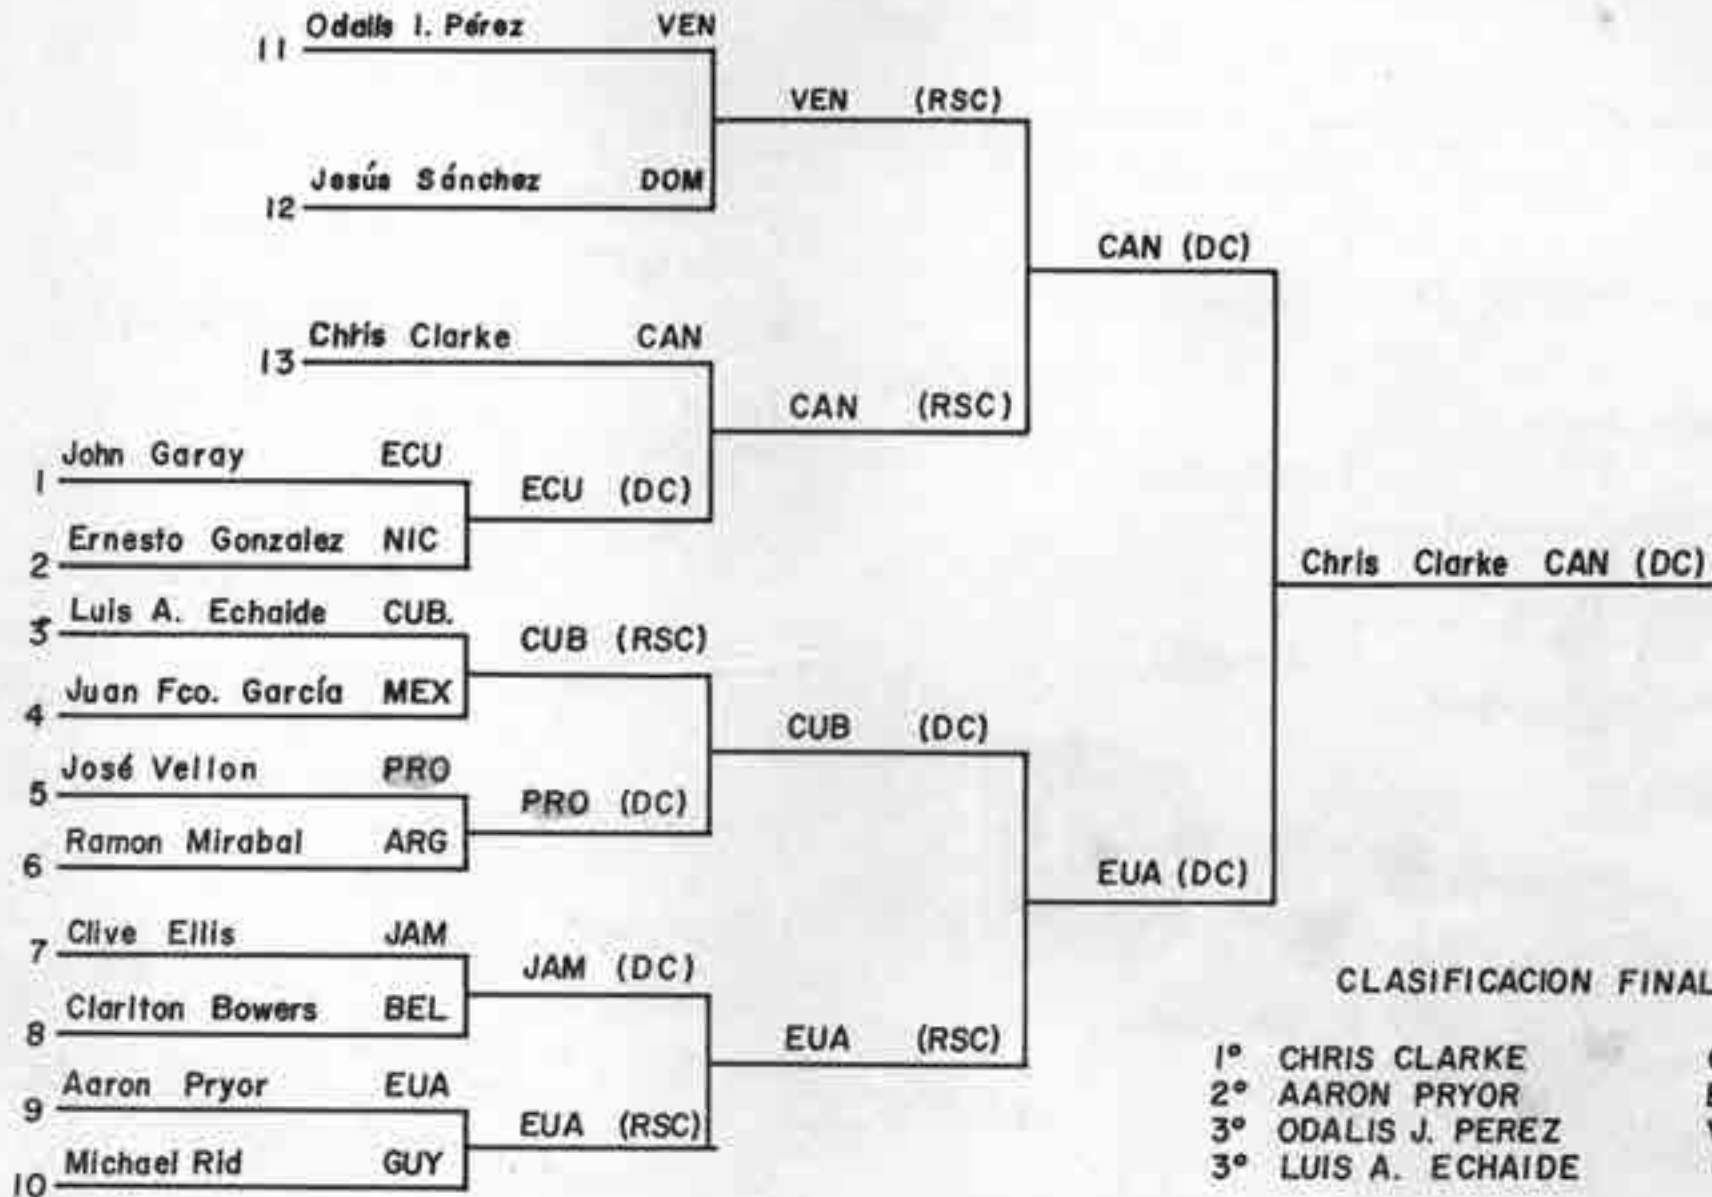 11 Odalis I. Pérez VEN
VEN (RSC)
12 Jesús Sánchez DOM
CAN (DC)
13 Chris Clarke CAN
CAN (RSC)
1 John Garay ECU
ECU (DC)
2 Ernesto Gonzalez NIC
Chris Clarke CAN (DC)
3 Luis A. Echaide CUB.
CUB (RSC)
4 Juan Fco. García MEX
CUB (DC)
5 José Vellon PRO
PRO (DC)
6 Ramon Mirabal ARG
EUA (DC)
7 Clive Ellis JAM
JAM (DC)
8 Clarlton Bowers BEL
EUA (RSC)
9 Aaron Pryor EUA
EUA (RSC)
10 Michael Rid GUY
CLASIFICACION FINAL
1° CHRIS CLARKE
2° AARON PRYOR
3° ODALIS J. PEREZ
3° LUIS A. ECHAIDE